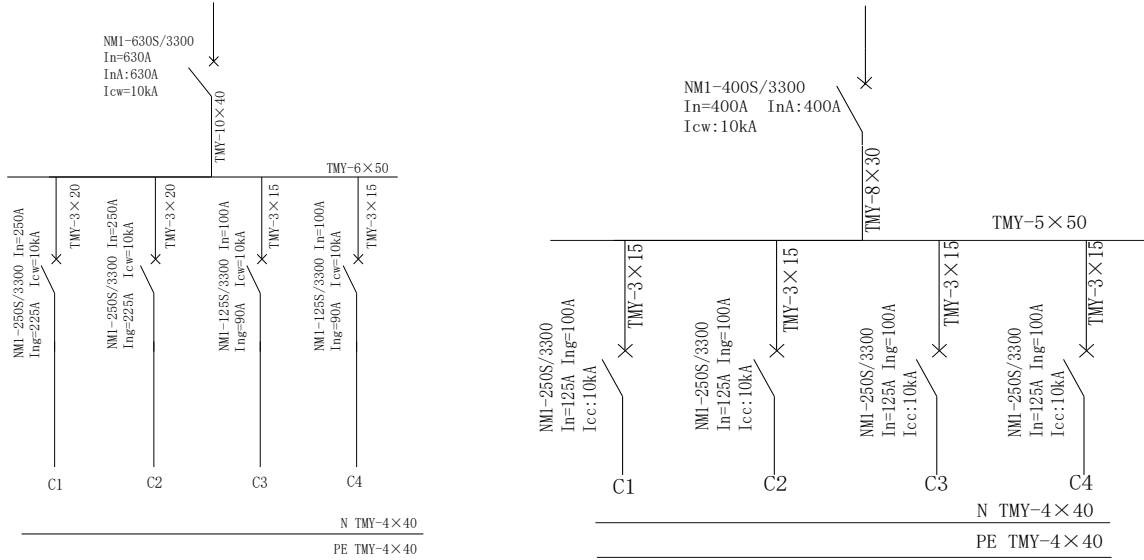 NM1-630S/3300
In=630A
InA:630A
Icw=10kA
TMY-10×40
TMY-6×50
NM1-250S/3300 In=250A
Ing=225A Icw=10kA
TMY-3×20
NM1-250S/3300 In=250A
Ing=225A Icw=10kA
TMY-3×20
NM1-125S/3300 In=100A
Ing=90A Icw=10kA
TMY-3×15
NM1-125S/3300 In=100A
Ing=90A Icw=10kA
TMY-3×15
C1
C2
C3
C4
N TMY-4×40
PE TMY-4×40
NM1-400S/3300
In=400A InA:400A
Icw:10kA
TMY-8×30
TMY-5×50
NM1-250S/3300
In=125A Ing=100A
Icc:10kA
TMY-3×15
NM1-250S/3300
In=125A Ing=100A
Icc:10kA
TMY-3×15
NM1-250S/3300
In=125A Ing=100A
Icc:10kA
TMY-3×15
NM1-250S/3300
In=125A Ing=100A
Icc:10kA
TMY-3×15
C1
C2
C3
C4
N TMY-4×40
PE TMY-4×40